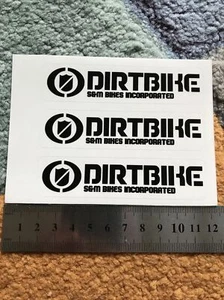 DIRTBIKE
S&M BIKES INCORPORATED
DIRTBIKE
S&M BIKES INCORPORATED
DIRTBIKE
S&M BIKES INCORPORATED
1 2 3 4 5 6 7 8 9 10 11 12